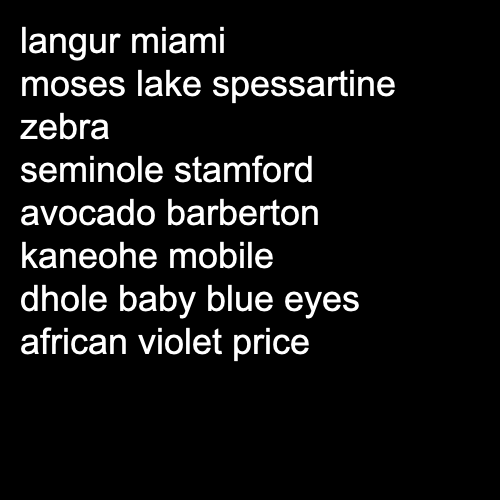 langur miami
moses lake spessartine
zebra
seminole stamford
avocado barberton
kaneohe mobile
dhole baby blue eyes
african violet price